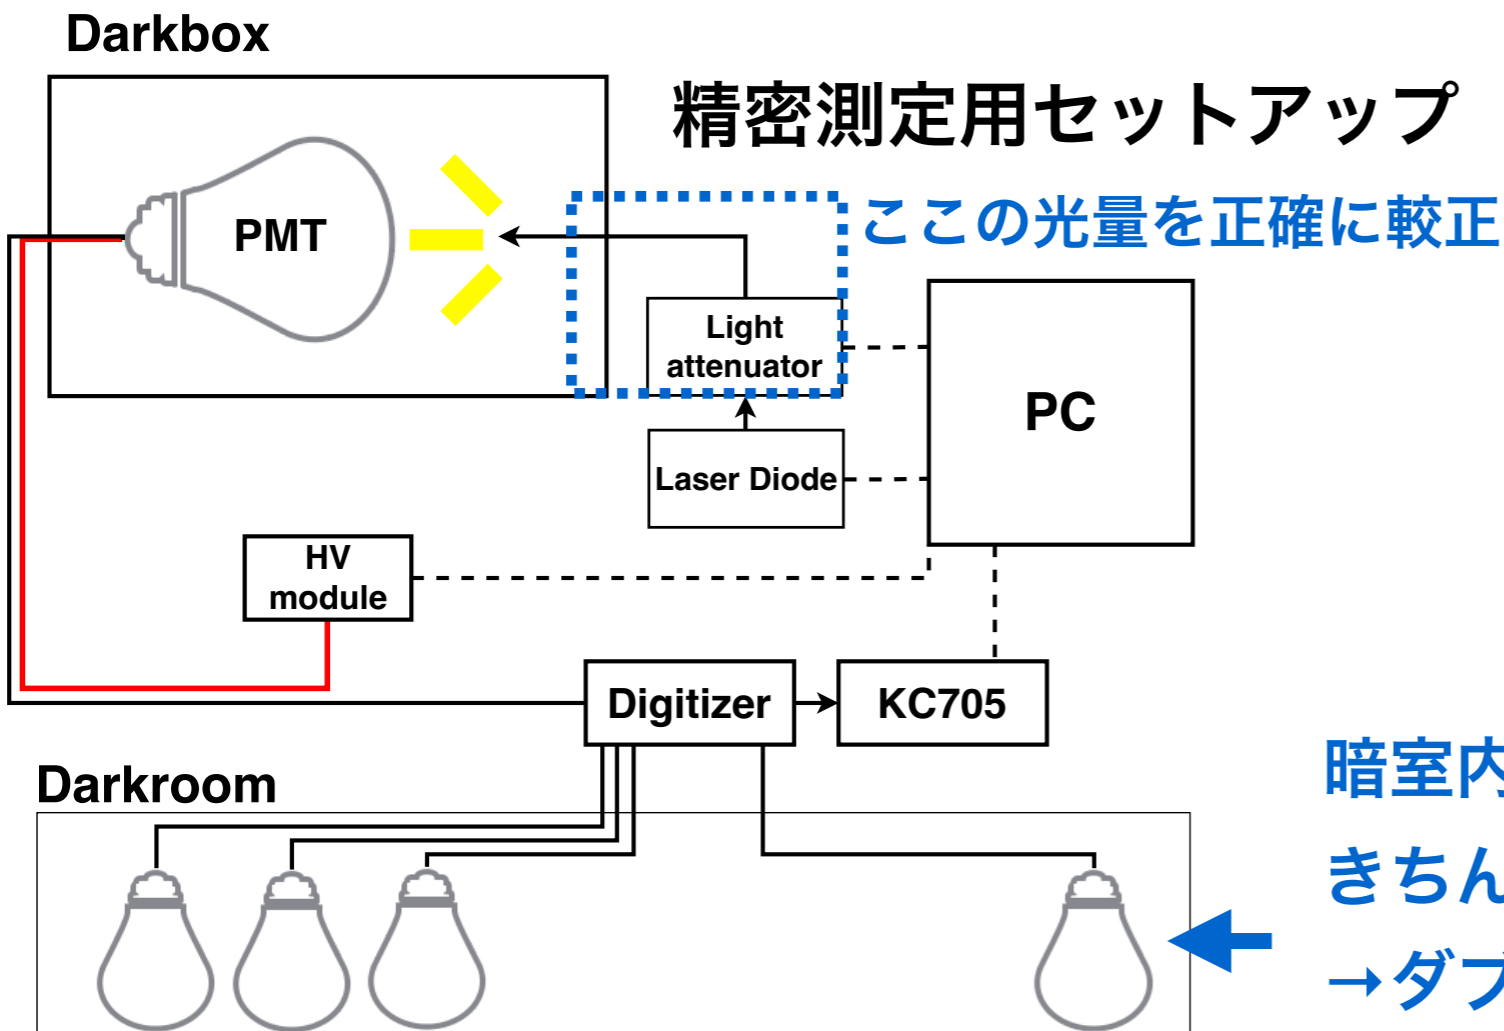 Darkbox
精密測定用セットアップ
ここの光量を正確に較正
PMT
Light
attenuator
PC
Laser Diode
HV
module
Digitizer
KC705
Darkroom
暗室内
きちん
→ダブ